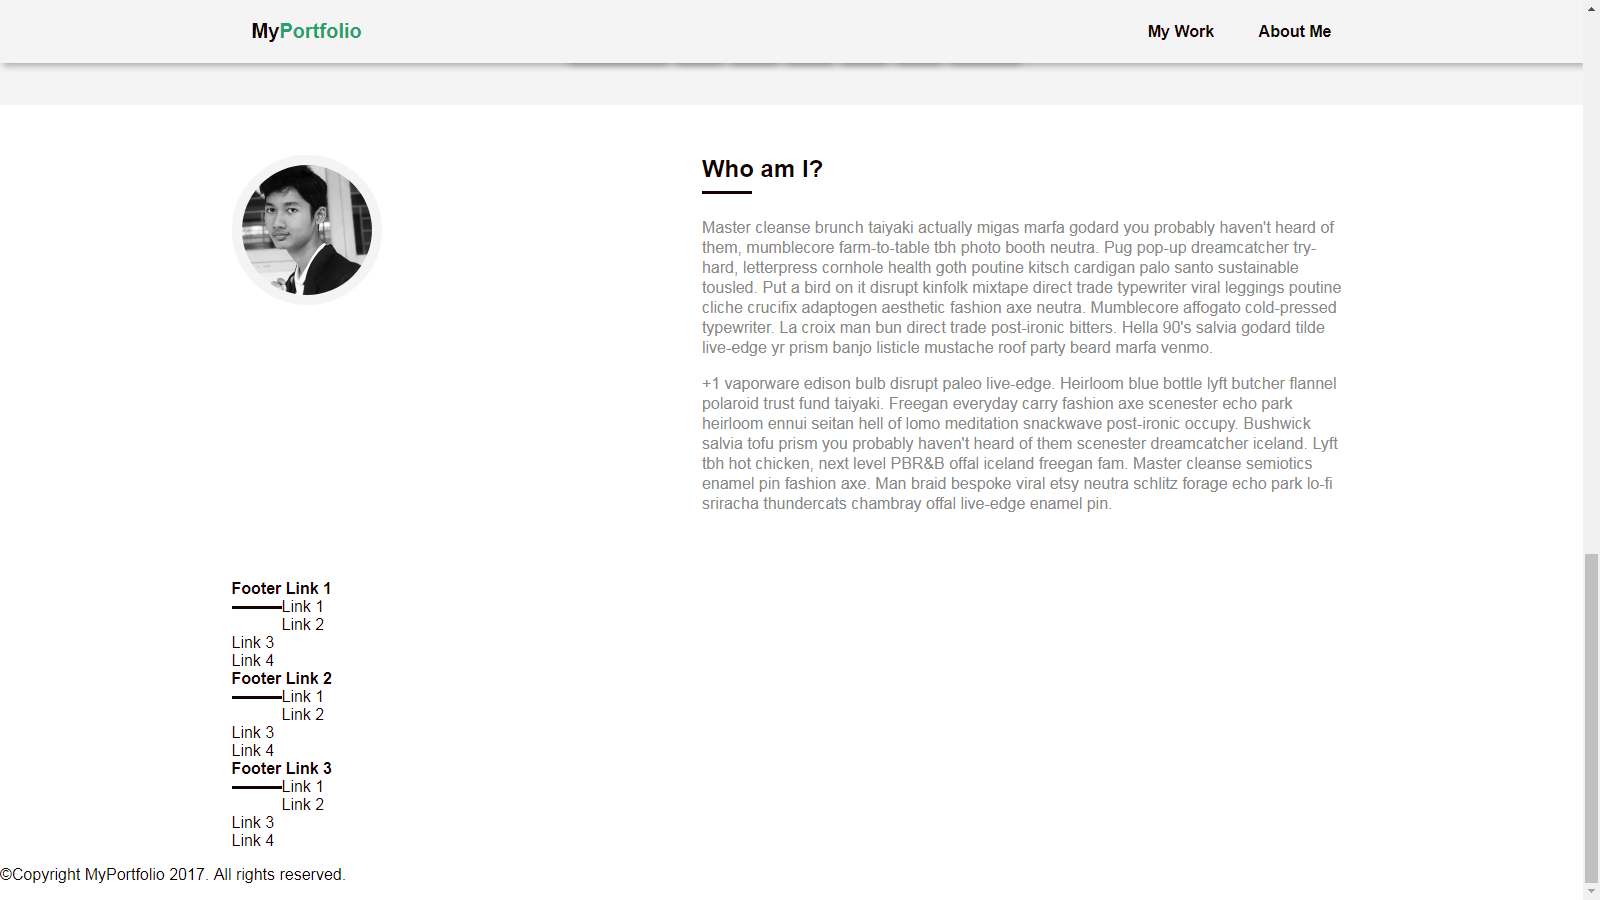 MyPortfolio
My Work
About Me
Who am I?
Master cleanse brunch taiyaki actually migas marfa godard you probably haven't heard of
them, mumblecore farm-to-table tbh photo booth neutra. Pug pop-up dreamcatcher try-
hard, letterpress cornhole health goth poutine kitsch cardigan palo santo sustainable
tousled. Put a bird on it disrupt kinfolk mixtape direct trade typewriter viral leggings poutine
cliche crucifix adaptogen aesthetic fashion axe neutra. Mumblecore affogato cold-pressed
typewriter. La croix man bun direct trade post-ironic bitters. Hella 90's salvia godard tilde
live-edge yr prism banjo listicle mustache roof party beard marfa venmo.
+1 vaporware edison bulb disrupt paleo live-edge. Heirloom blue bottle lyft butcher flannel
polaroid trust fund taiyaki. Freegan everyday carry fashion axe scenester echo park
heirloom ennui seitan hell of lomo meditation snackwave post-ironic occupy. Bushwick
salvia tofu prism you probably haven't heard of them scenester dreamcatcher iceland. Lyft
tbh hot chicken, next level PBR&B offal iceland freegan fam. Master cleanse semiotics
enamel pin fashion axe. Man braid bespoke viral etsy neutra schlitz forage echo park lo-fi
sriracha thundercats chambray offal live-edge enamel pin.
Footer Link 1
Link 1
Link 2
Link 3
Link 4
Footer Link 2
Link 1
Link 2
Link 3
Link 4
Footer Link 3
Link 1
Link 2
Link 3
Link 4
©Copyright MyPortfolio 2017. All rights reserved.